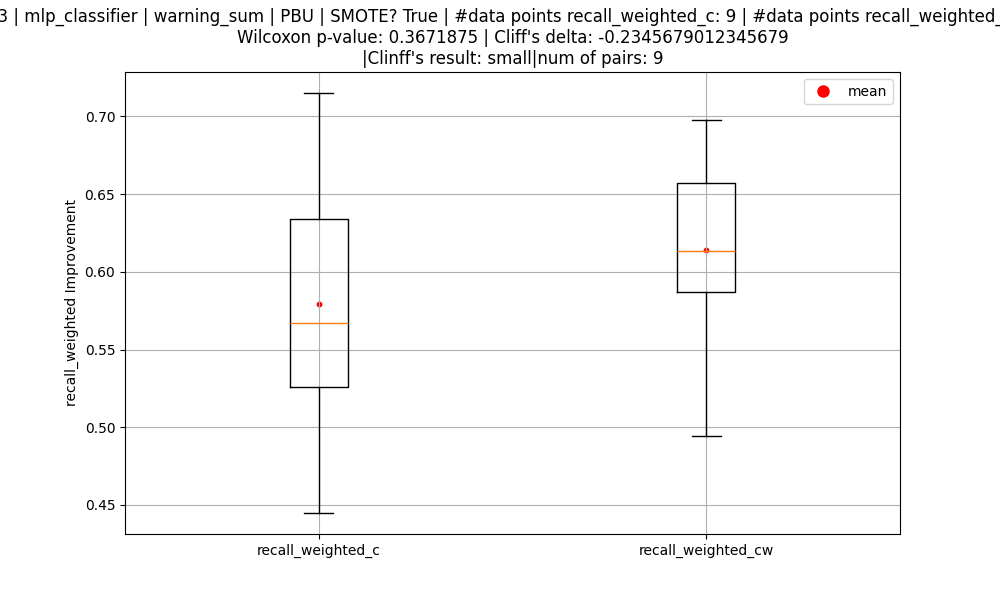 3 | mlp_classifier | warning_sum | PBU | SMOTE? True | #data points recall_weighted_c: 9 | #data points recall_weighted_
Wilcoxon p-value: 0.3671875 | Cliff's delta: -0.2345679012345679
|Clinff's result: small|num of pairs: 9
mean
0.70
0.65
0.60
0.55
0.50
0.45
recall_weighted Improvement
recall_weighted_c
recall_weighted_cw